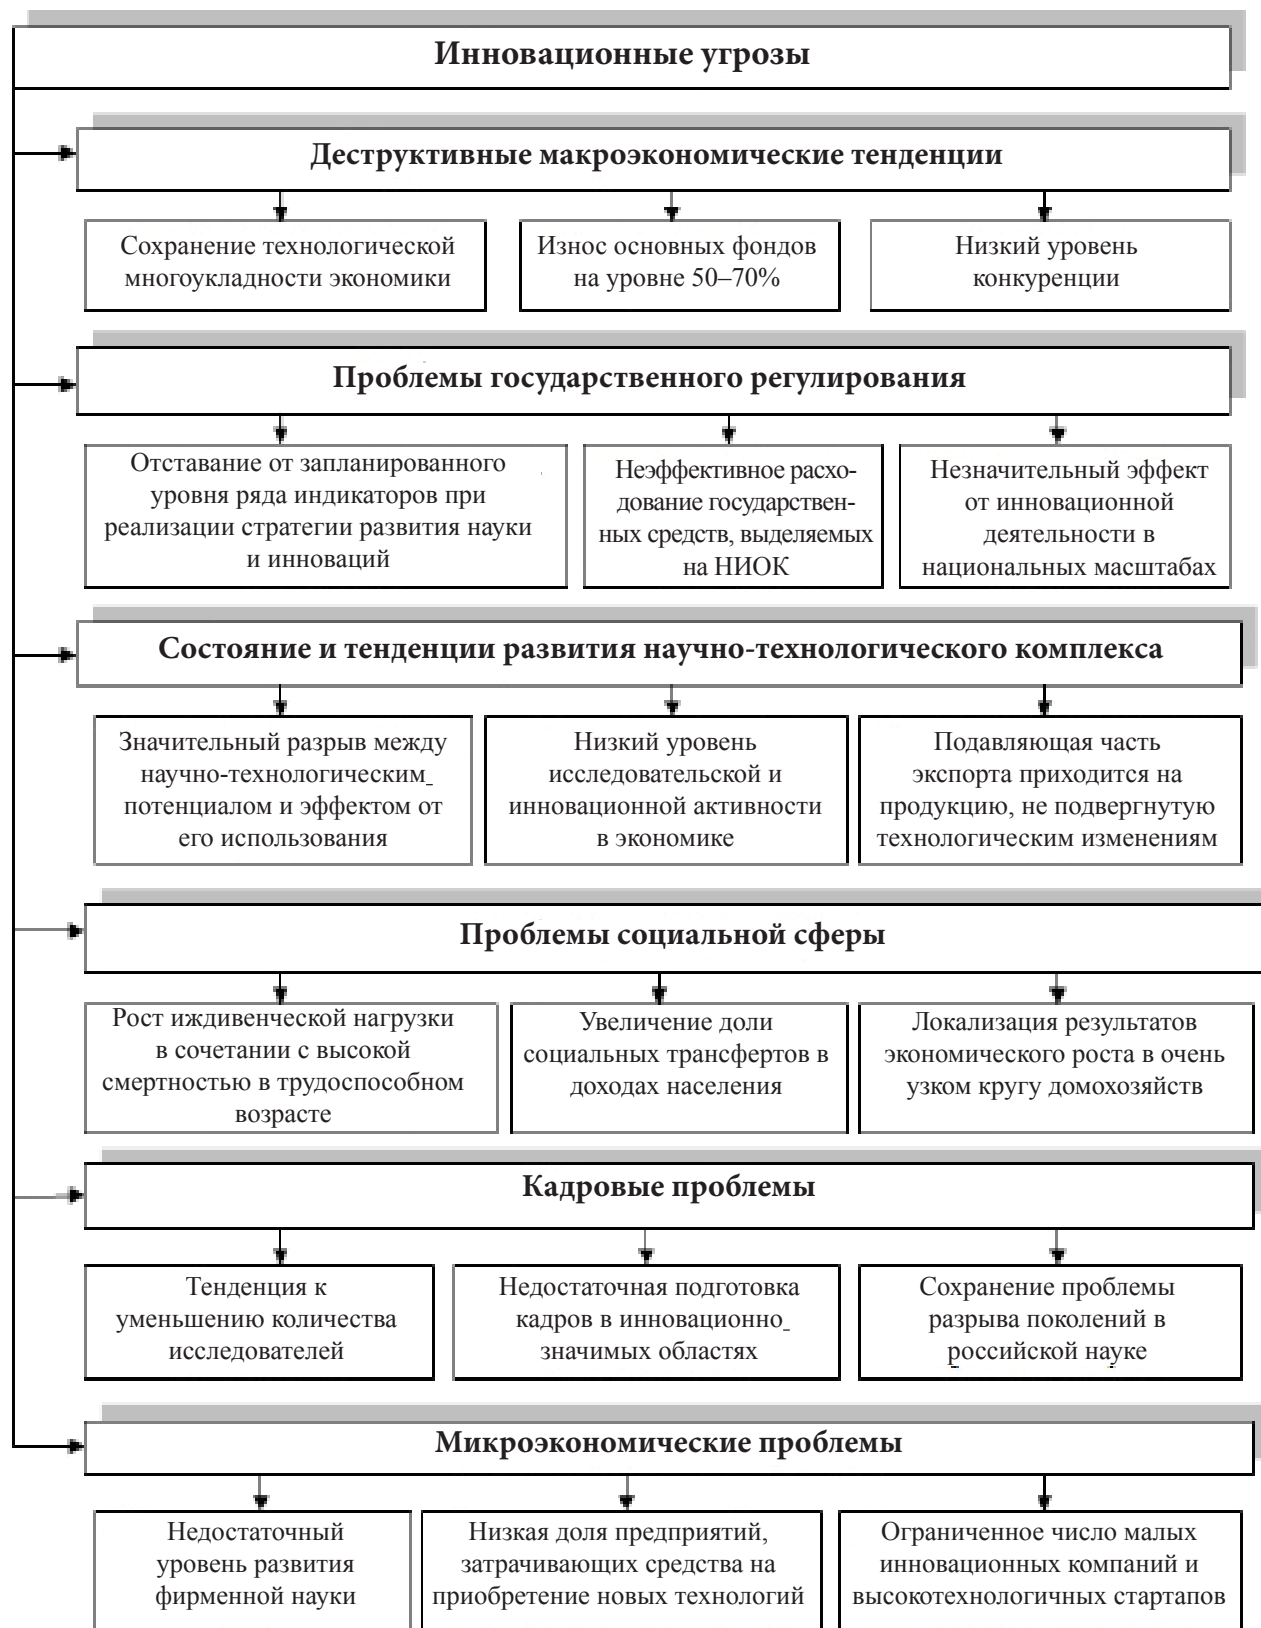 Инновационные угрозы
Деструктивные макроэкономические тенденции
Сохранение технологической
многоукладности экономики
Износ основных фондов
на уровне 50–70%
Низкий уровень
конкуренции
Проблемы государственного регулирования
Отставание от запланированного
уровня ряда индикаторов при
реализации стратегии развития науки
и инноваций
Неэффективное расхо-
дование государствен-
ных средств, выделяемых
на НИОК
Незначительный эффект
от инновационной
деятельности в
национальных масштабах
Состояние и тенденции развития научно-технологического комплекса
Значительный разрыв между
научно-технологическим
потенциалом и эффектом от
его использования
Низкий уровень
исследовательской и
инновационной активности
в экономике
Подавляющая часть
экспорта приходится на
продукцию, не подвергнутую
технологическим изменениям
Проблемы социальной сферы
Рост иждивенческой нагрузки
в сочетании с высокой
смертностью в трудоспособном
возрасте
Увеличение доли
социальных трансфертов в
доходах населения
Локализация результатов
экономического роста в очень
узком кругу домохозяйств
Кадровые проблемы
Тенденция к
уменьшению количества
исследователей
Недостаточная подготовка
кадров в инновационно
значимых областях
Сохранение проблемы
разрыва поколений в
российской науке
Микроэкономические проблемы
Недостаточный
уровень развития
фирменной науки
Низкая доля предприятий,
затрачивающих средства на
приобретение новых технологий
Ограниченное число малых
инновационных компаний и
высокотехнологичных стартапов